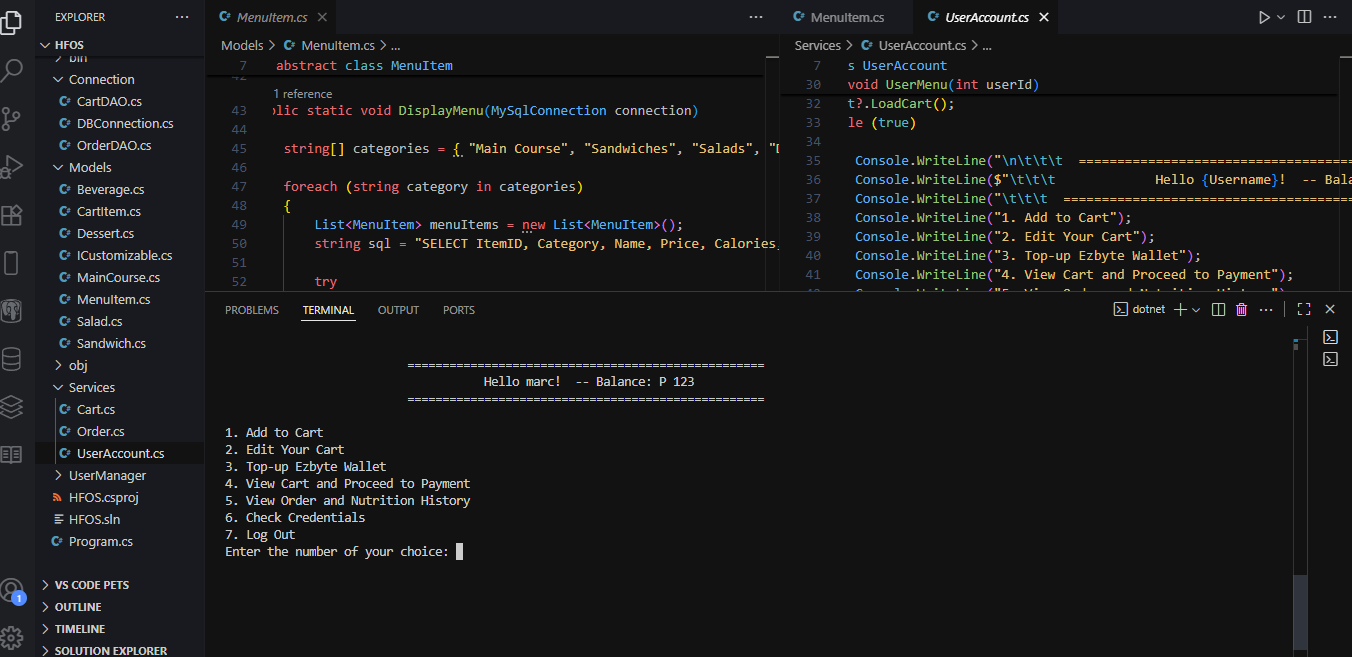 EXPLORER
HFOS
bin
Connection
CartDAO.cs
DBConnection.cs
OrderDAO.cs
Models
Beverage.cs
CartItem.cs
Dessert.cs
ICustomizable.cs
MainCourse.cs
MenuItem.cs
Salad.cs
Sandwich.cs
obj
Services
Cart.cs
Order.cs
UserAccount.cs
UserManager
HFOS.csproj
HFOS.sln
Program.cs
VS CODE PETS
OUTLINE
TIMELINE
SOLUTION EXPLORER
1
MenuItem.cs
Models > MenuItem.cs > ...
7 abstract class MenuItem
42
1 reference
43 blic static void DisplayMenu(MySqlConnection connection)
44
45 string[] categories = { "Main Course", "Sandwiches", "Salads", "D
46
47 foreach (string category in categories)
48 {
49 List<MenuItem> menuItems = new List<MenuItem>();
50 string sql = "SELECT ItemID, Category, Name, Price, Calories,
51
52 try
MenuItem.cs
UserAccount.cs
Services > UserAccount.cs > ...
7 s UserAccount
30 void UserMenu(int userId)
32 t?.LoadCart();
33 le (true)
34
35 Console.WriteLine("\n\t\t\t ===================================
36 Console.WriteLine($"\t\t\t Hello {Username}! -- Bala
37 Console.WriteLine("\t\t\t =====================================
38 Console.WriteLine("1. Add to Cart");
39 Console.WriteLine("2. Edit Your Cart");
40 Console.WriteLine("3. Top-up Ezbyte Wallet");
41 Console.WriteLine("4. View Cart and Proceed to Payment");
42 Console.WriteLine("5. View Order and Nutrition History")
PROBLEMS TERMINAL OUTPUT PORTS
dotnet
===================================================
Hello marc! -- Balance: P 123
===================================================
1. Add to Cart
2. Edit Your Cart
3. Top-up Ezbyte Wallet
4. View Cart and Proceed to Payment
5. View Order and Nutrition History
6. Check Credentials
7. Log Out
Enter the number of your choice: